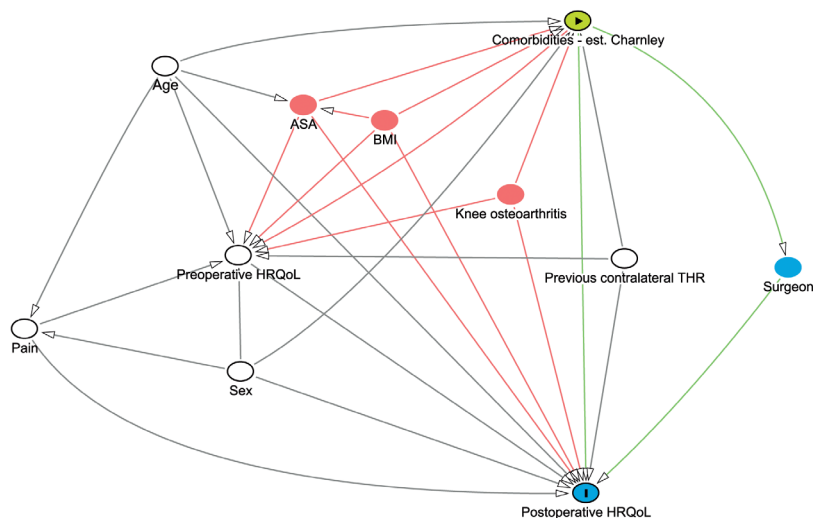 Comorbidities - est. Charnley
Age
ASA
BMI
Knee osteoarthritis
Preoperative HRQoL
Previous contralateral THR
Surgeon
Pain
Sex
Postoperative HRQoL